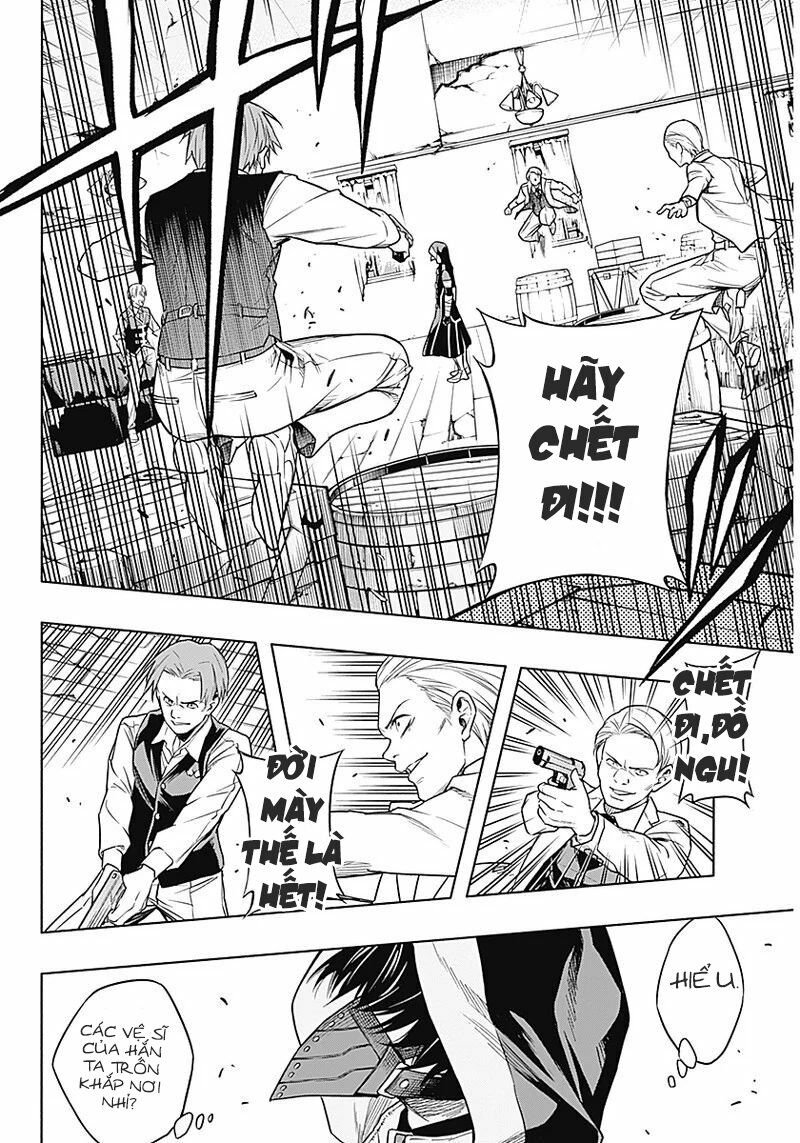 HÃY
CHẾT
ĐI!!!
CHẾT
ĐI, ĐỒ
NGU!
ĐỜI
MÀY
THẾ LÀ
HẾT!
HIỂU.
CÁC VỆ SĨ
CỦA HẮN
TA TRỐN
KHẮP NƠI
NHỈ?